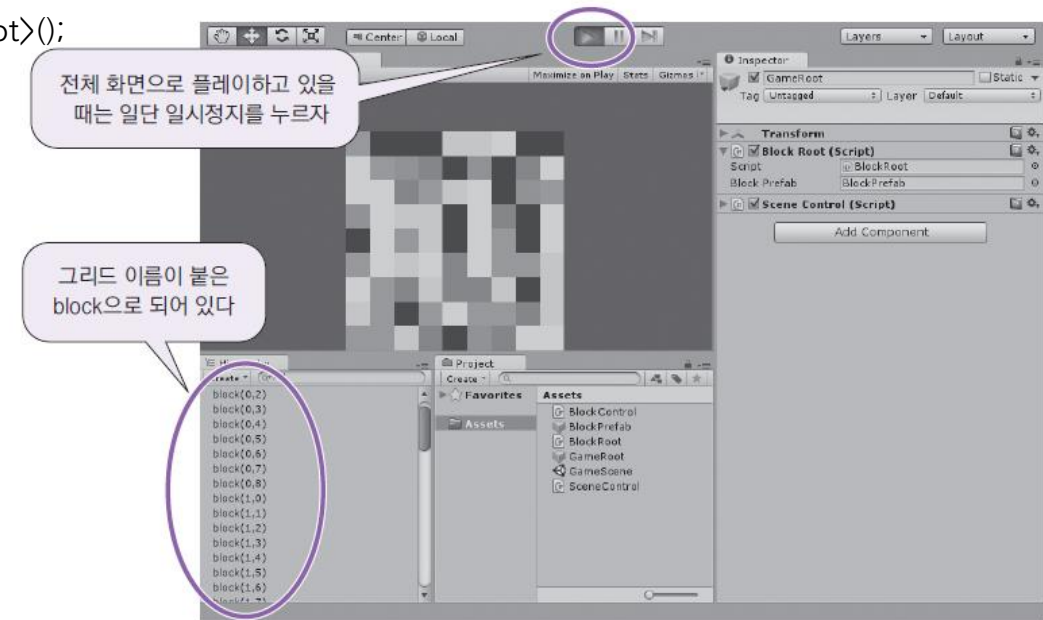 ot〉();
Center
Local
Layers
Layout
전체 화면으로 플레이하고 있을
때는 일단 일시정지를 누르자
Maximize on Play
Stats
Gizmos
Inspector
GameRoot
Static
Tag
Untagged
Layer
Default
Transform
Block Root (Script)
Script
BlockRoot
Block Prefab
BlockPrefab
Scene Control (Script)
Add Component
그리드 이름이 붙은
block으로 되어 있다
Create
block(0,2)
block(0,3)
block(0,4)
block(0,5)
block(0,6)
block(0,7)
block(0,8)
block(1,0)
block(1,1)
block(1,2)
block(1,3)
block(1,4)
block(1,5)
block(1,6)
block(1,7)
Project
Create
Favorites
Assets
Assets
BlockControl
BlockPrefab
BlockRoot
GameRoot
GameScene
SceneControl